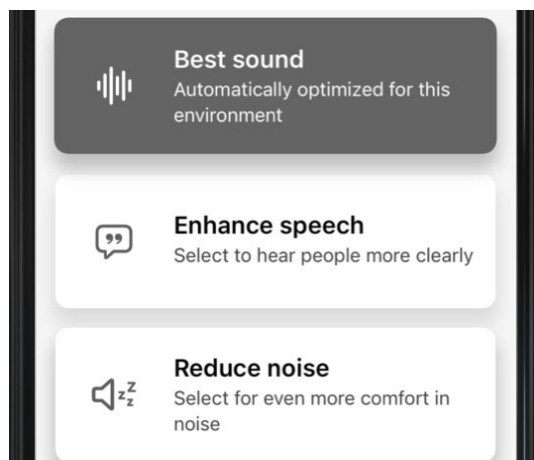 Best sound
Automatically optimized for this
environment
Enhance speech
Select to hear people more clearly
Reduce noise
Select for even more comfort in
noise